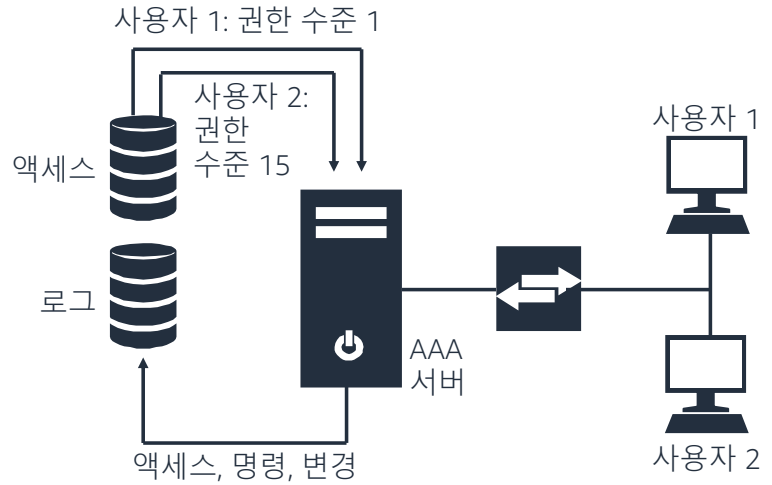 사용자 1: 권한 수준 1
사용자 2:
권한
수준 15
사용자 1
액세스
로그
AAA
서버
사용자 2
액세스, 명령, 변경